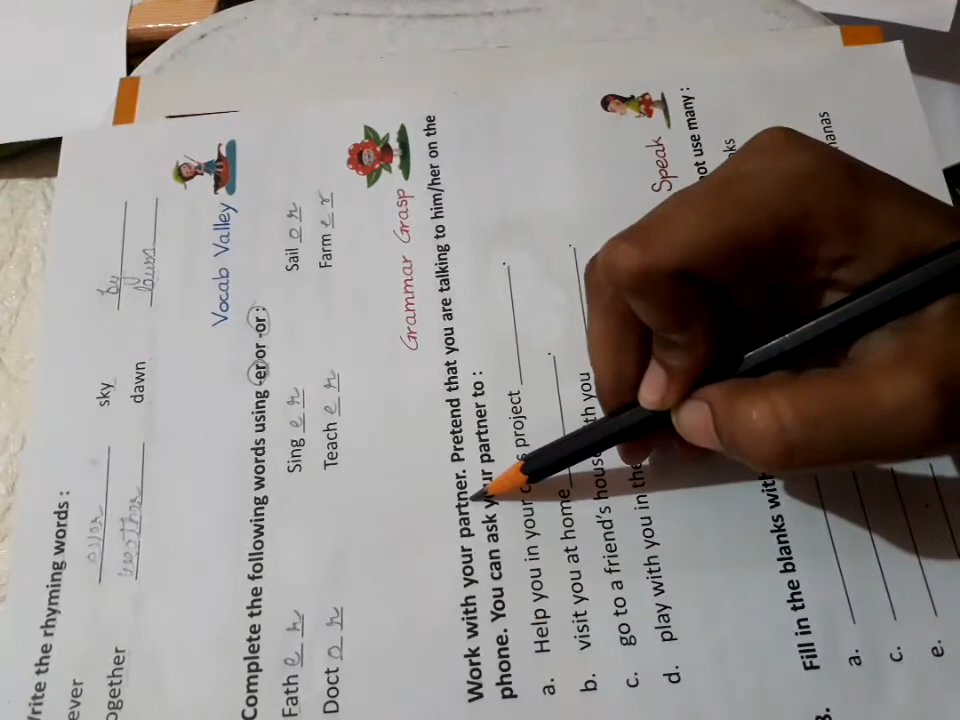 Write the rhyming words :
ever over sky by
together weather dawn
Vocab Valley
Complete the following words using -er or -or :
Fath e r Sing e r Sail o r
Doct o r Teach e r Farm e r
Grammar Grasp
Work with your partner. Pretend that you are talking to him/her on the
phone. You can ask your partner to :
a. Help you in your project
b. visit you at home
c. go to a friend's house with you
d. play with you in the
Speak
not use many :
Fill in the blanks with
a.
c.
e.